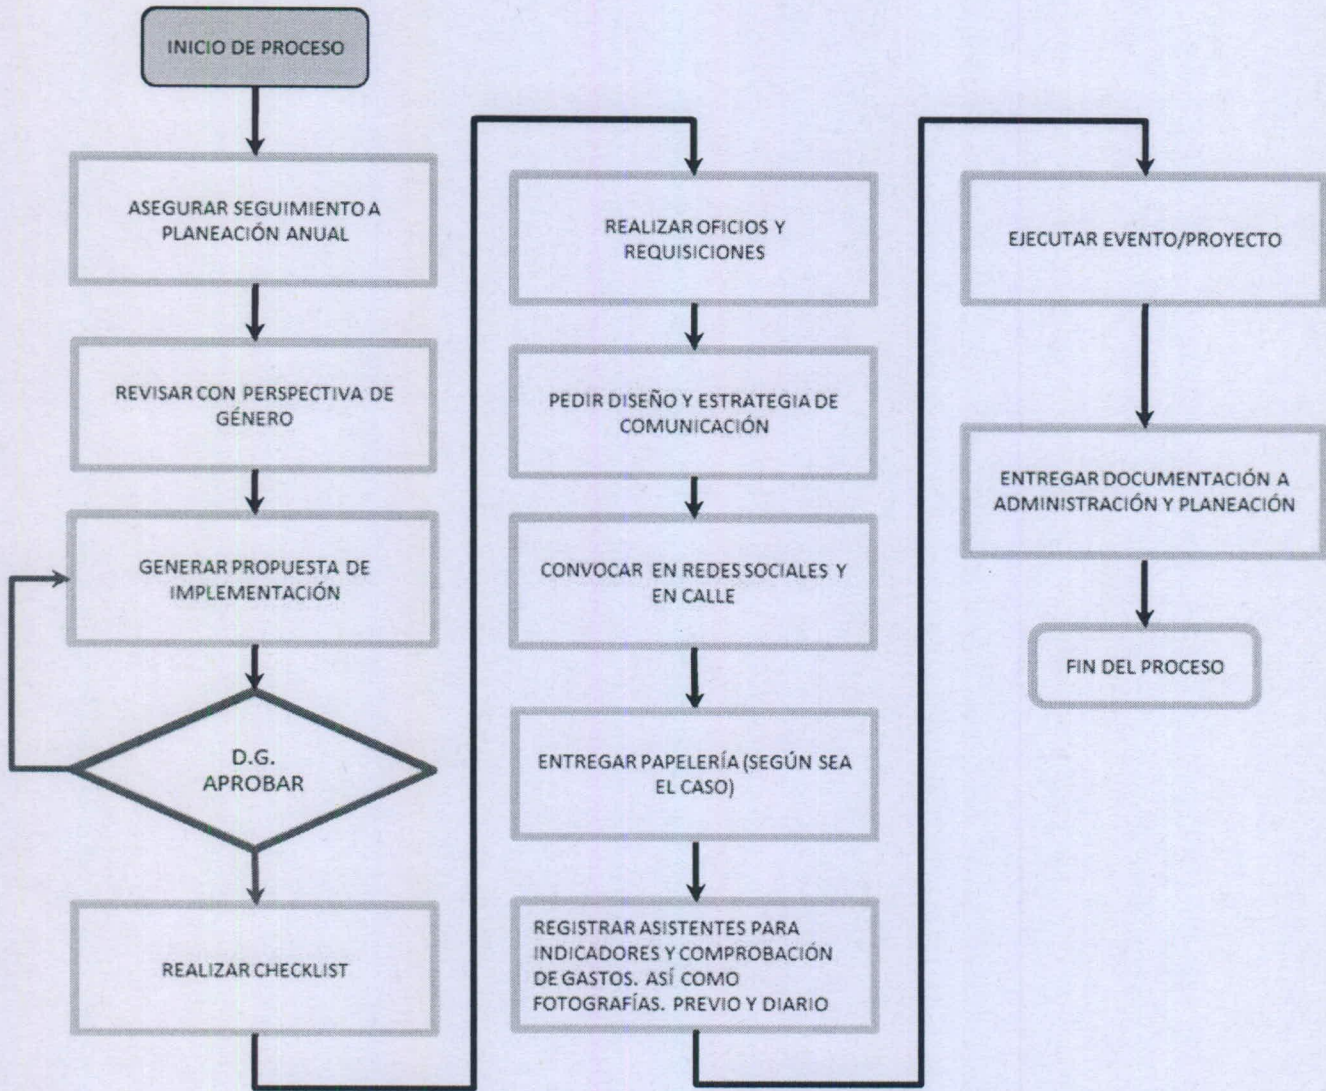 INICIO DE PROCESO
ASEGURAR SEGUIMIENTO A
PLANEACIÓN ANUAL
REVISAR CON PERSPECTIVA DE
GÉNERO
GENERAR PROPUESTA DE
IMPLEMENTACIÓN
D.G.
APROBAR
REALIZAR CHECKLIST
REALIZAR OFICIOS Y
REQUISICIONES
PEDIR DISEÑO Y ESTRATEGIA DE
COMUNICACIÓN
CONVOCAR EN REDES SOCIALES Y
EN CALLE
ENTREGAR PAPELERÍA (SEGÚN SEA
EL CASO)
REGISTRAR ASISTENTES PARA
INDICADORES Y COMPROBACIÓN
DE GASTOS. ASÍ COMO
FOTOGRAFÍAS. PREVIO Y DIARIO
EJECUTAR EVENTO/PROYECTO
ENTREGAR DOCUMENTACIÓN A
ADMINISTRACIÓN Y PLANEACIÓN
FIN DEL PROCESO